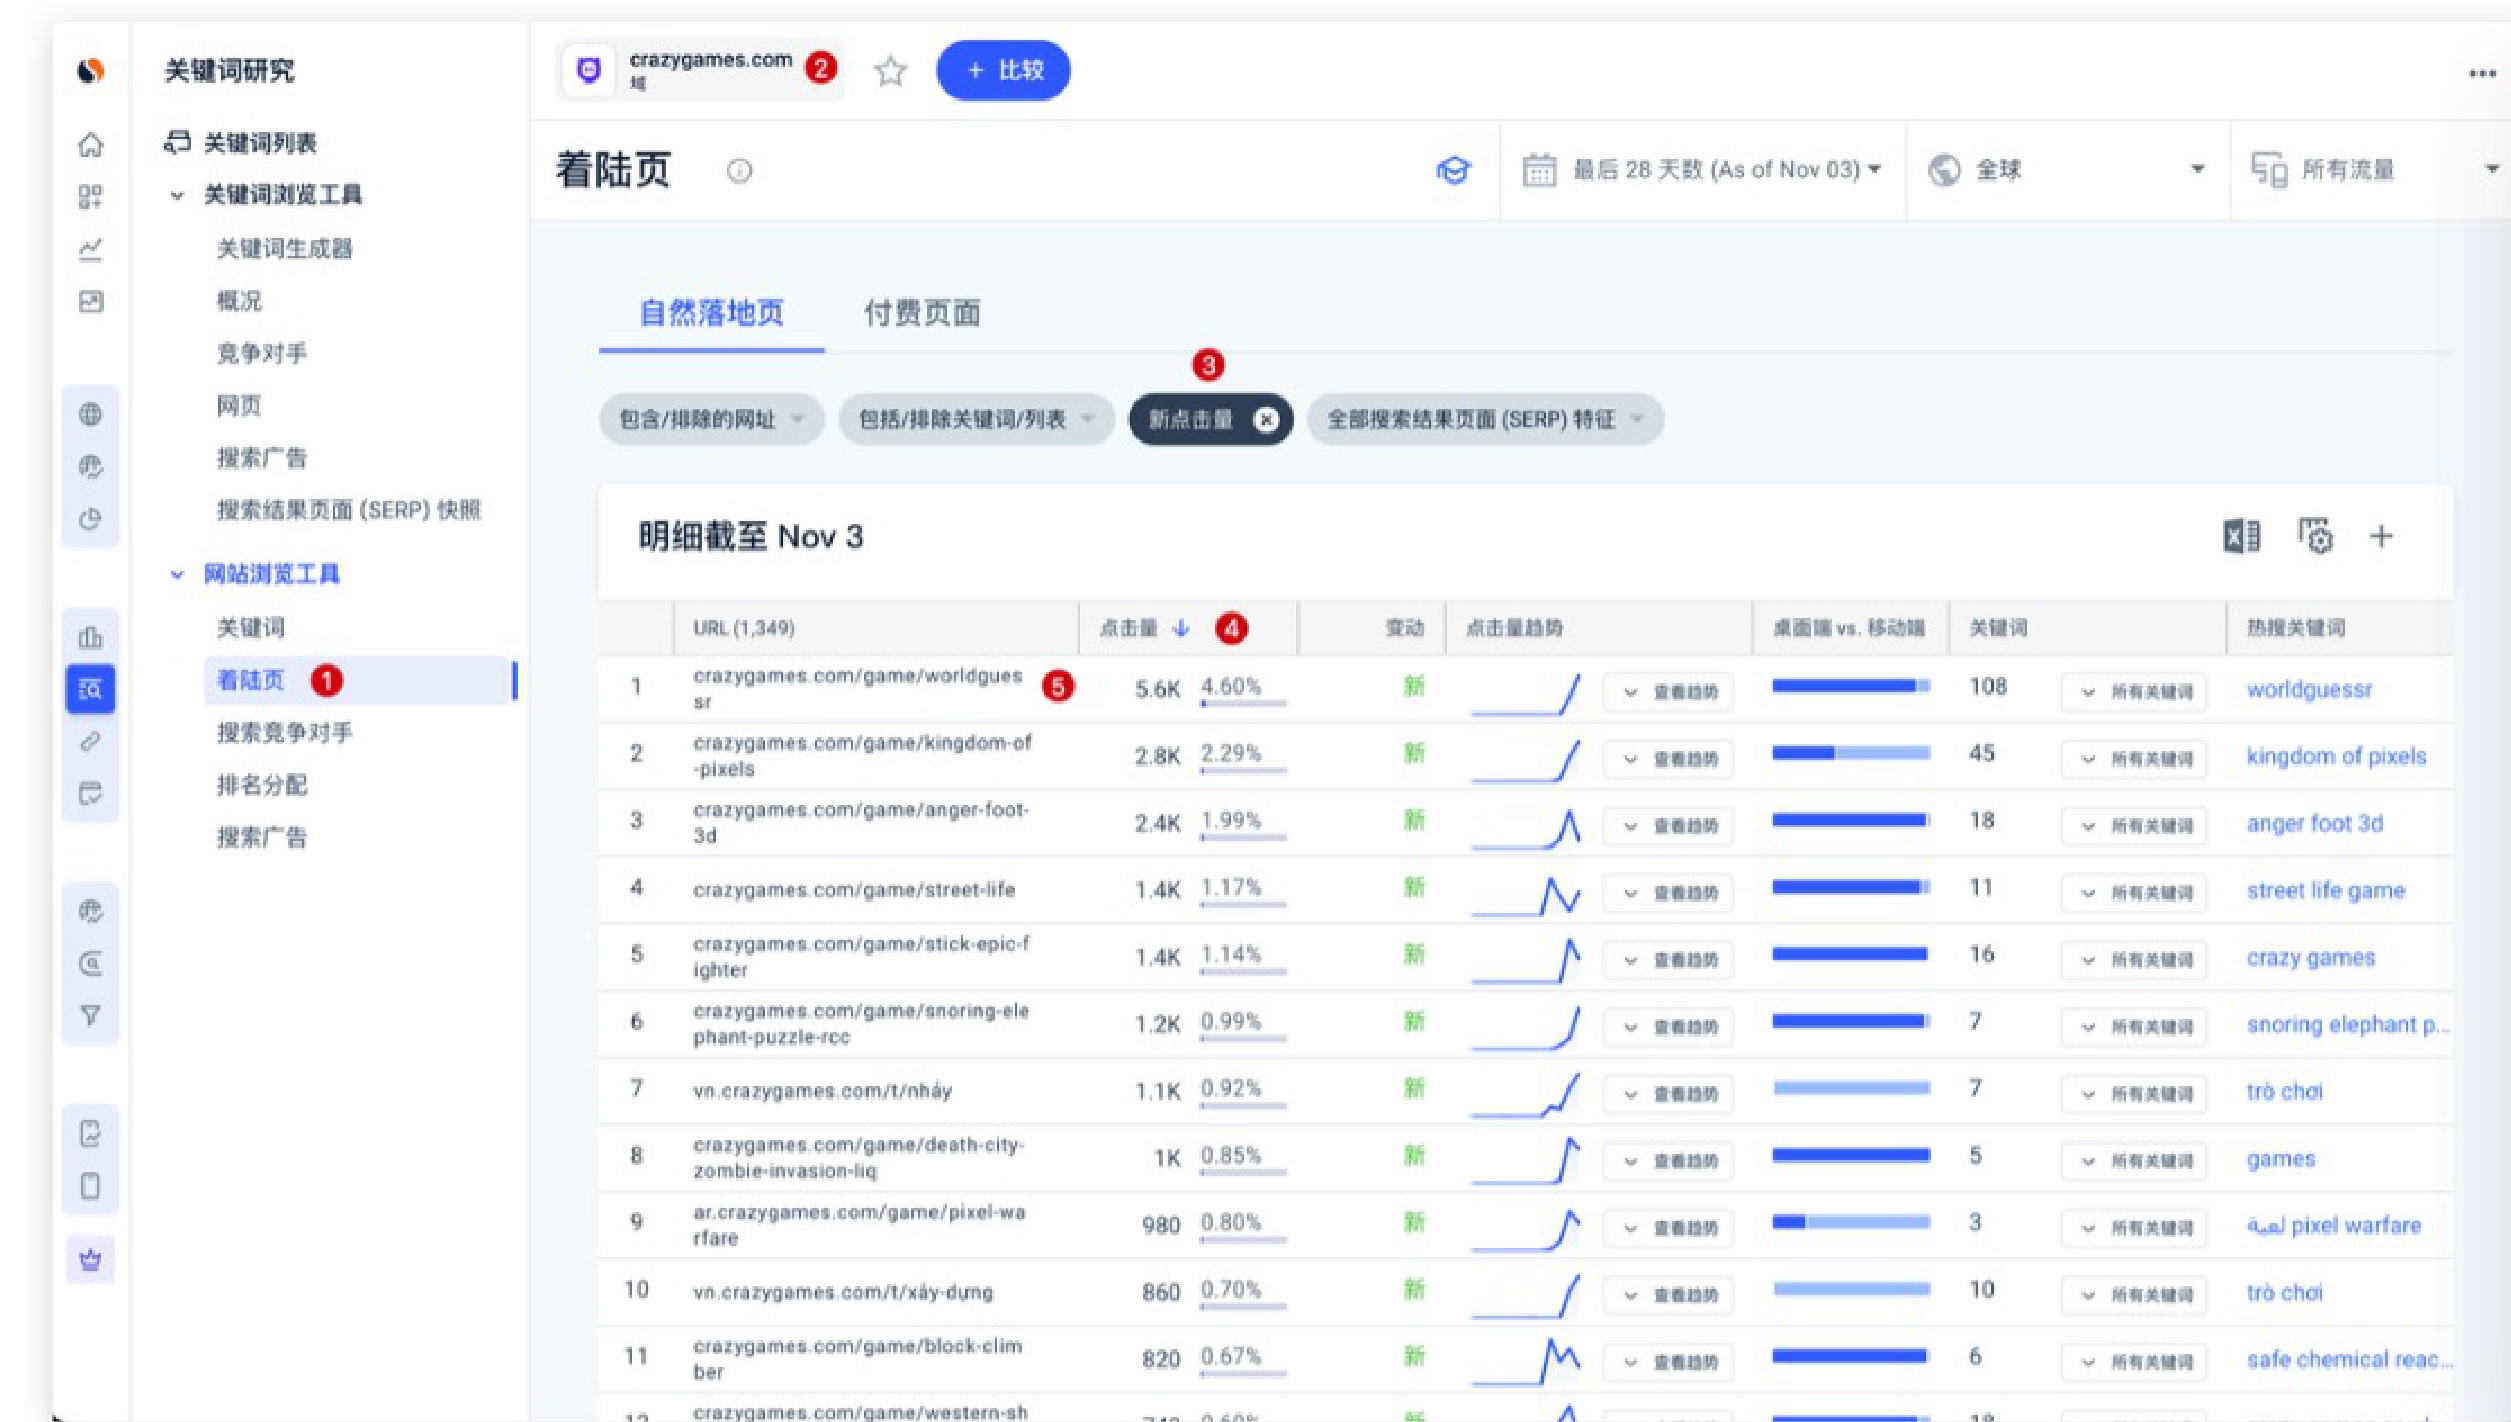 关键词研究
关键词列表
关键词浏览工具
关键词生成器
概况
竞争对手
网页
搜索广告
搜索结果页面 (SERP) 快照
网站浏览工具
关键词
着陆页 1
搜索竞争对手
排名分配
搜索广告
crazygames.com 2
域
+ 比较
着陆页
最后 28 天数 (As of Nov 03)
全球
所有流量
自然落地页 付费页面
3
包含/排除的网址 包括/排除关键词/列表 新点击量 全部搜索结果页面 (SERP) 特征
明细截至 Nov 3
URL (1,349) 点击量 4 变动 点击量趋势 桌面端 vs. 移动端 关键词 热搜关键词
1 crazygames.com/game/worldgues 5 5.6K 4.60% 新 查看趋势 108 所有关键词 worldguessr
sr
2 crazygames.com/game/kingdom-of 2.8K 2.29% 新 查看趋势 45 所有关键词 kingdom of pixels
-pixels
3 crazygames.com/game/anger-foot- 2.4K 1.99% 新 查看趋势 18 所有关键词 anger foot 3d
3d
4 crazygames.com/game/street-life 1.4K 1.17% 新 查看趋势 11 所有关键词 street life game
5 crazygames.com/game/stick-epic-f 1.4K 1.14% 新 查看趋势 16 所有关键词 crazy games
ighter
6 crazygames.com/game/snoring-ele 1.2K 0.99% 新 查看趋势 7 所有关键词 snoring elephant p...
phant-puzzle-rcc
7 vn.crazygames.com/t/nhảy 1.1K 0.92% 新 查看趋势 7 所有关键词 trò chơi
8 crazygames.com/game/death-city- 1K 0.85% 新 查看趋势 5 所有关键词 games
zombie-invasion-liq
9 ar.crazygames.com/game/pixel-wa 980 0.80% 新 查看趋势 3 所有关键词 لعبة pixel warfare
rfare
10 vn.crazygames.com/t/xây-dựng 860 0.70% 新 查看趋势 10 所有关键词 trò chơi
11 crazygames.com/game/block-clim 820 0.67% 新 查看趋势 6 所有关键词 safe chemical reac...
ber
crazygames.com/game/western-sh